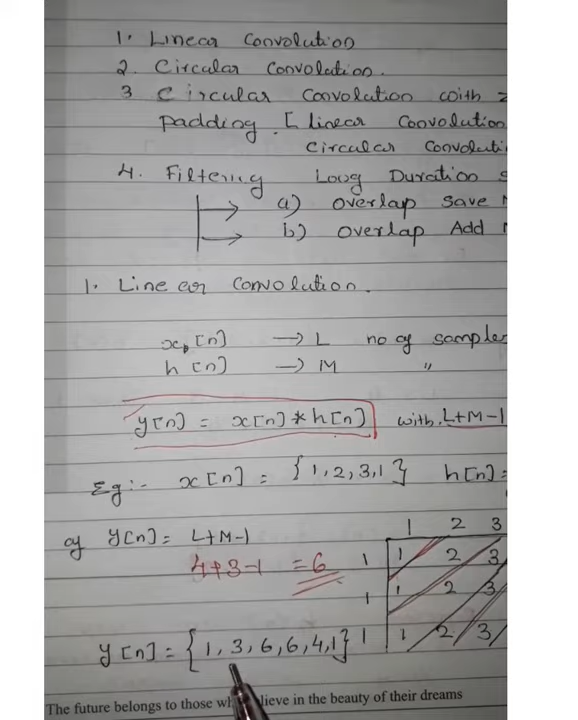 1. Linear Convolution
2. Circular Convolution.
3 Circular Convolution with
padding. [ linear Convolution
circular Convoluti
4. Filtering Long Duration s
a) overlap save
b) overlap Add
1. Linear Convolution.
x[n] → L no of samples
h[n] → M "
y[n] = x[n] * h[n] with L+M-1
Eg:- x[n] = {1,2,3,1} h[n] =
of y[n] = L+M-1
4+3-1 = 6
1 2 3
1 1 2 3
1 1 2 3
1 1 2 3
y[n] = {1, 3, 6, 6, 4, 1}
The future belongs to those wh lieve in the beauty of their dreams